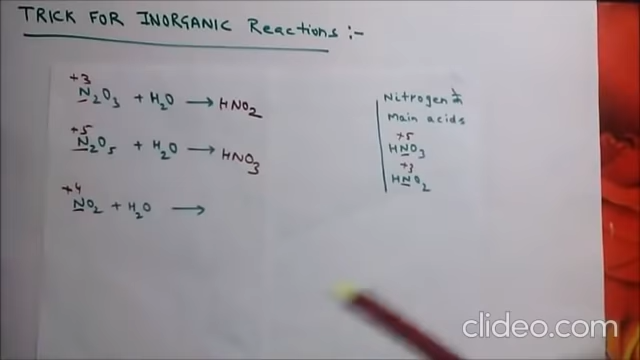 TRICK FOR INORGANIC Reactions :-
+3
N₂O₃ + H₂O → HNO₂
+5
N₂O₅ + H₂O → HNO₃
+4
NO₂ + H₂O →
Nitrogen
Main acids
+5
HNO₃
+3
HNO₂
clideo.com